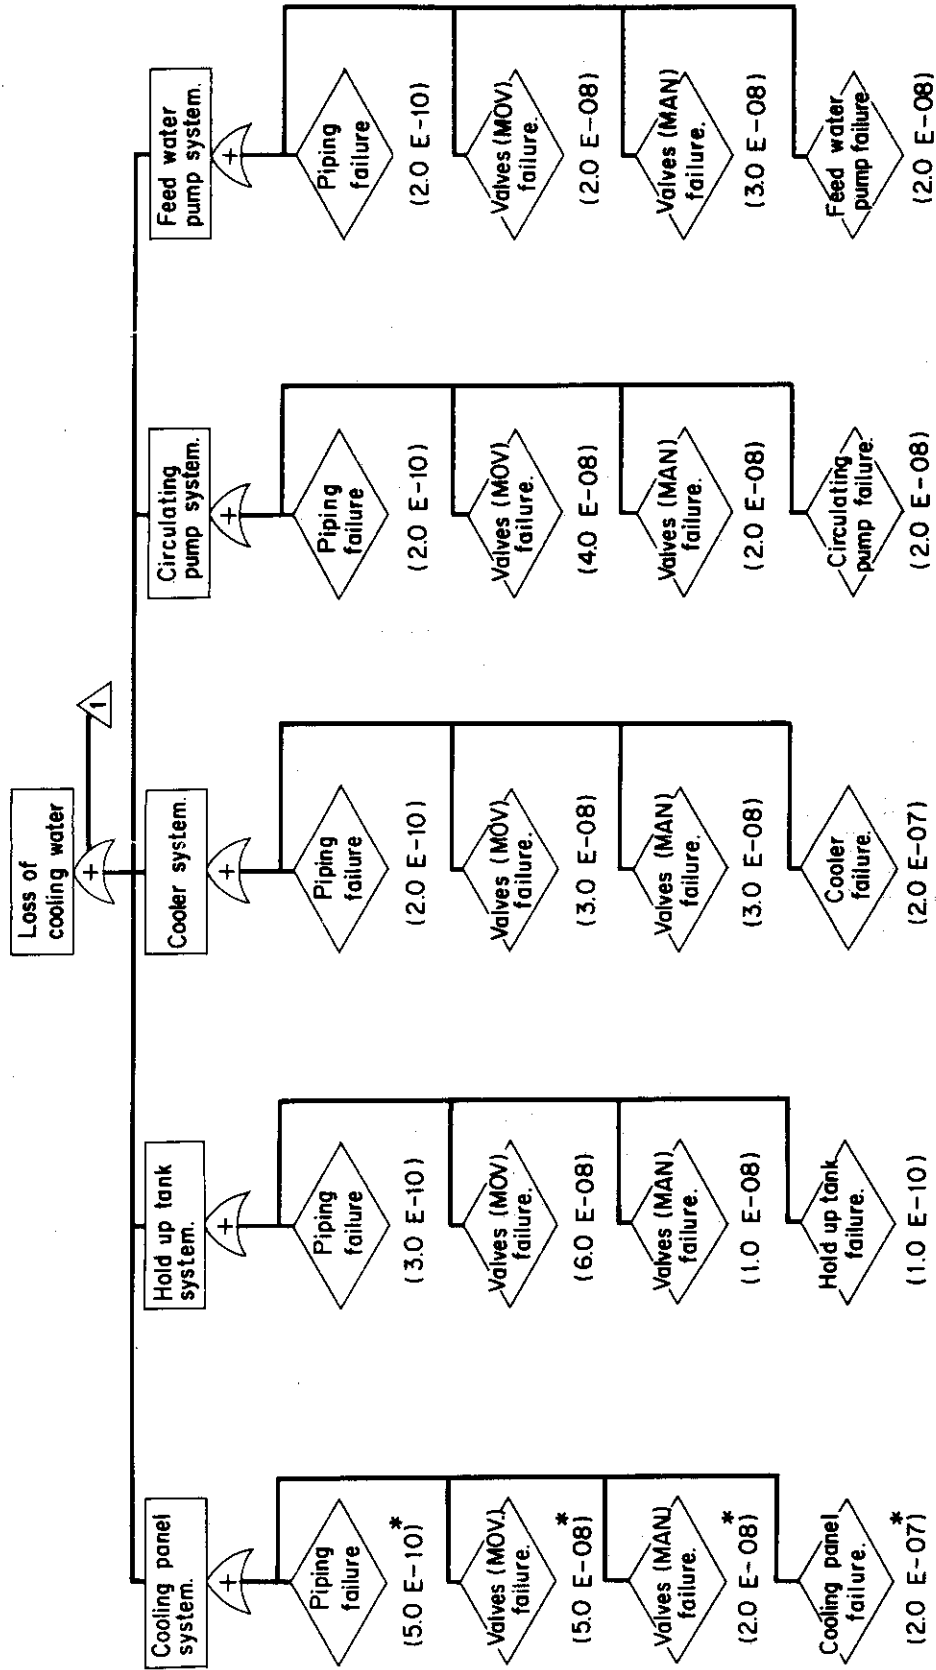 Loss of
cooling water
1
+
Cooling panel
system.
+
Piping
failure
(5.0 E-10)*
Valves (MOV.)
failure.
(5.0 E-08)*
Valves (MAN)
failure.
(2.0 E-08)*
Cooling panel
failure.
(2.0 E-07)*
Hold up tank
system.
+
Piping
failure
(3.0 E-10)
Valves (MOV)
failure.
(6.0 E-08)
Valves (MAN)
failure.
(1.0 E-08)
Hold up tank
failure.
(1.0 E-10)
Cooler system.
+
Piping
failure
(2.0 E-10)
Valves (MOV)
failure.
(3.0 E-08)
Valves (MAN)
failure.
(3.0 E-08)
Cooler
failure.
(2.0 E-07)
Circulating
pump system.
+
Piping
failure
(2.0 E-10)
Valves (MOV)
failure.
(4.0 E-08)
Valves (MAN)
failure.
(2.0 E-08)
Circulating
pump failure.
(2.0 E-08)
Feed water
pump system.
+
Piping
failure
(2.0 E-10)
Valves (MOV)
failure.
(2.0 E-08)
Valves (MAN)
failure.
(3.0 E-08)
Feed water
pump failure
(2.0 E-08)